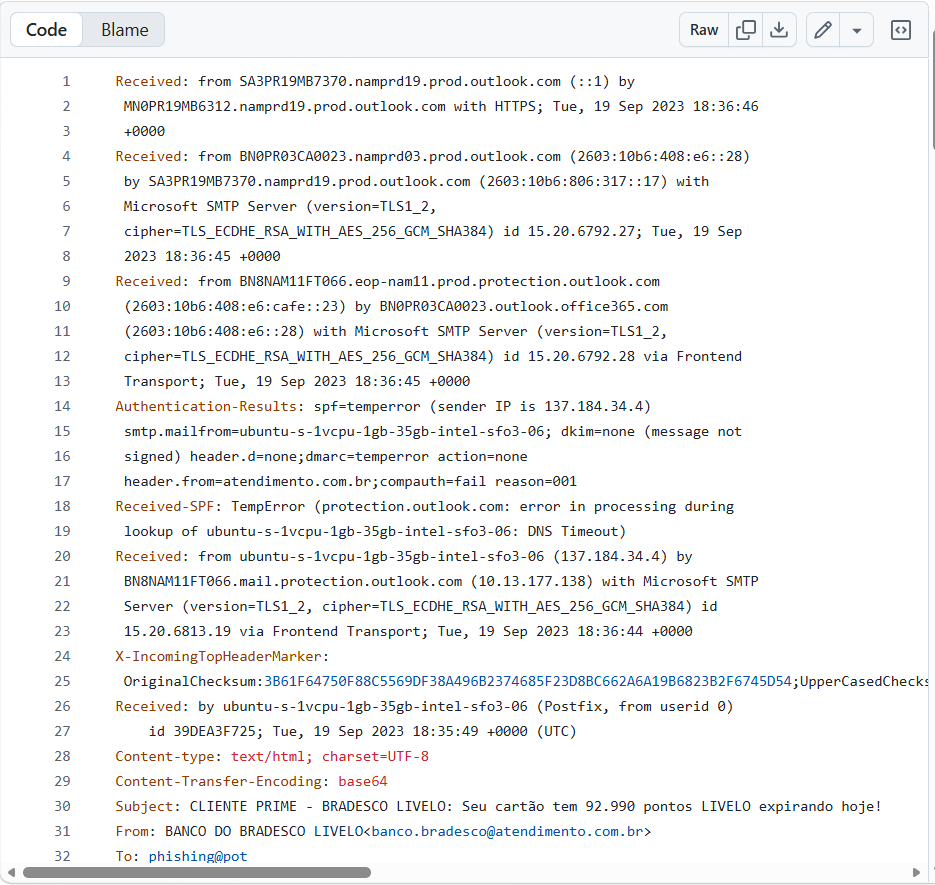 Code Blame Raw
1 Received: from SA3PR19MB7370.namprd19.prod.outlook.com (::1) by
2 MN0PR19MB6312.namprd19.prod.outlook.com with HTTPS; Tue, 19 Sep 2023 18:36:46
3 +0000
4 Received: from BN0PR03CA0023.namprd03.prod.outlook.com (2603:10b6:408:e6::28)
5 by SA3PR19MB7370.namprd19.prod.outlook.com (2603:10b6:806:317::17) with
6 Microsoft SMTP Server (version=TLS1_2,
7 cipher=TLS_ECDHE_RSA_WITH_AES_256_GCM_SHA384) id 15.20.6792.27; Tue, 19 Sep
8 2023 18:36:45 +0000
9 Received: from BN8NAM11FT066.eop-nam11.prod.protection.outlook.com
10 (2603:10b6:408:e6:cafe::23) by BN0PR03CA0023.outlook.office365.com
11 (2603:10b6:408:e6::28) with Microsoft SMTP Server (version=TLS1_2,
12 cipher=TLS_ECDHE_RSA_WITH_AES_256_GCM_SHA384) id 15.20.6792.28 via Frontend
13 Transport; Tue, 19 Sep 2023 18:36:45 +0000
14 Authentication-Results: spf=temperror (sender IP is 137.184.34.4)
15 smtp.mailfrom=ubuntu-s-1vcpu-1gb-35gb-intel-sfo3-06; dkim=none (message not
16 signed) header.d=none;dmarc=temperror action=none
17 header.from=atendimento.com.br;compauth=fail reason=001
18 Received-SPF: TempError (protection.outlook.com: error in processing during
19 lookup of ubuntu-s-1vcpu-1gb-35gb-intel-sfo3-06: DNS Timeout)
20 Received: from ubuntu-s-1vcpu-1gb-35gb-intel-sfo3-06 (137.184.34.4) by
21 BN8NAM11FT066.mail.protection.outlook.com (10.13.177.138) with Microsoft SMTP
22 Server (version=TLS1_2, cipher=TLS_ECDHE_RSA_WITH_AES_256_GCM_SHA384) id
23 15.20.6813.19 via Frontend Transport; Tue, 19 Sep 2023 18:36:44 +0000
24 X-IncomingTopHeaderMarker:
25 OriginalChecksum:3B61F64750F88C5569DF38A496B2374685F23D8BC662A6A19B6823B2F6745D54;UpperCasedChecks
26 Received: by ubuntu-s-1vcpu-1gb-35gb-intel-sfo3-06 (Postfix, from userid 0)
27 id 39DEA3F725; Tue, 19 Sep 2023 18:35:49 +0000 (UTC)
28 Content-type: text/html; charset=UTF-8
29 Content-Transfer-Encoding: base64
30 Subject: CLIENTE PRIME - BRADESCO LIVELO: Seu cartão tem 92.990 pontos LIVELO expirando hoje!
31 From: BANCO DO BRADESCO LIVELO<banco.bradesco@atendimento.com.br>
32 To: phishing@pot